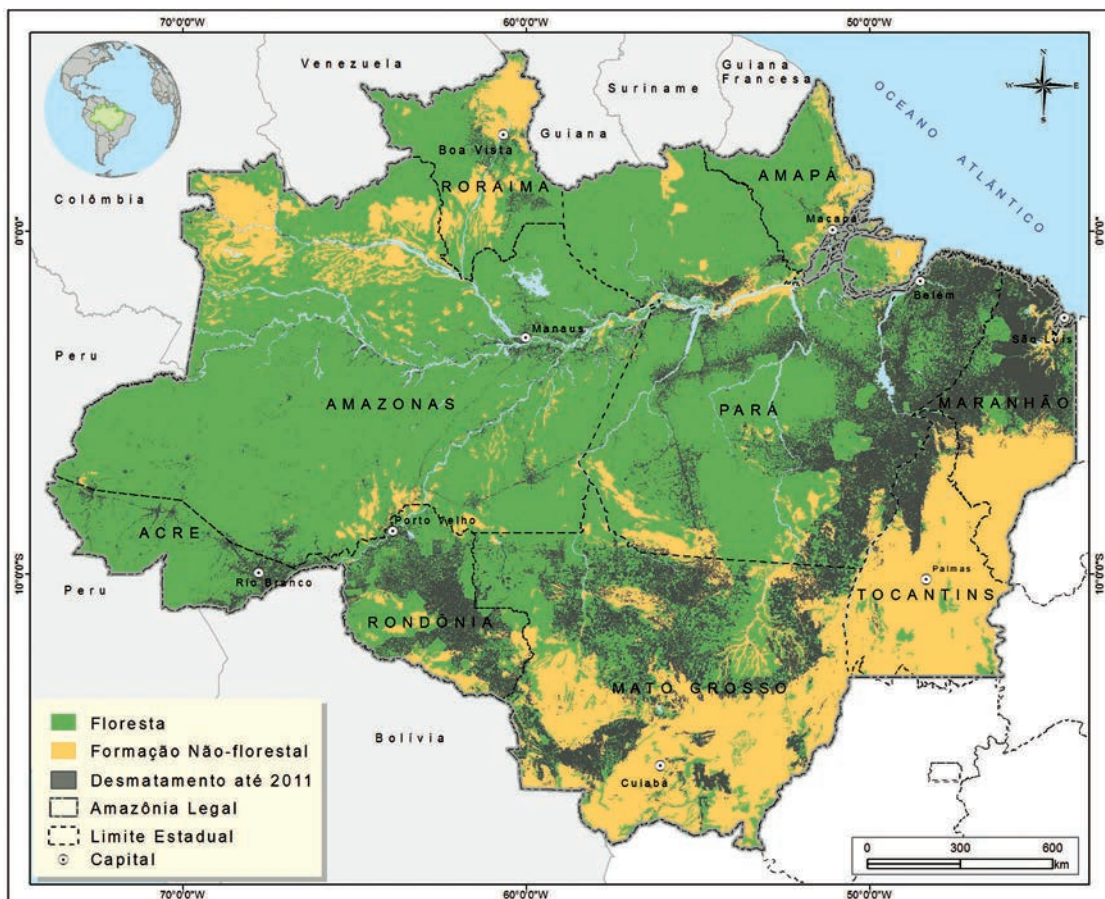 70°0'0"W 60°0'0"W 50°0'0"W
Venezuela
Guiana
Francesa
Suriname
N
W E
S
OCEANO ATLÂNTICO
Boa Vista
Guiana
RORAIMA
AMAPÁ
Colômbia
Macapá
0°0'0" 0°0'0"
Belém
Manaus
São Luís
Peru
AMAZONAS
PARÁ
MARANHÃO
Porto Velho
ACRE
Rio Branco
Palmas
10°0'0"S 10°0'0"S
Peru
TOCANTINS
RONDÔNIA
MATO GROSSO
Floresta
Formação Não-florestal
Bolívia
Desmatamento até 2011
Cuiabá
Amazônia Legal
Limite Estadual
Capital
0 300 600
km
70°0'0"W 60°0'0"W 50°0'0"W